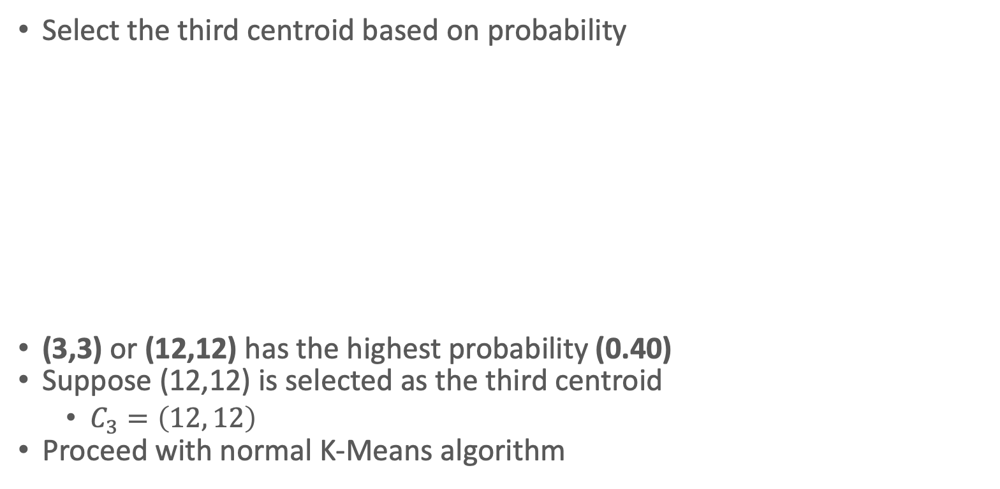 • Select the third centroid based on probability
• (3,3) or (12,12) has the highest probability (0.40)
• Suppose (12,12) is selected as the third centroid
• C₃ = (12, 12)
• Proceed with normal K-Means algorithm